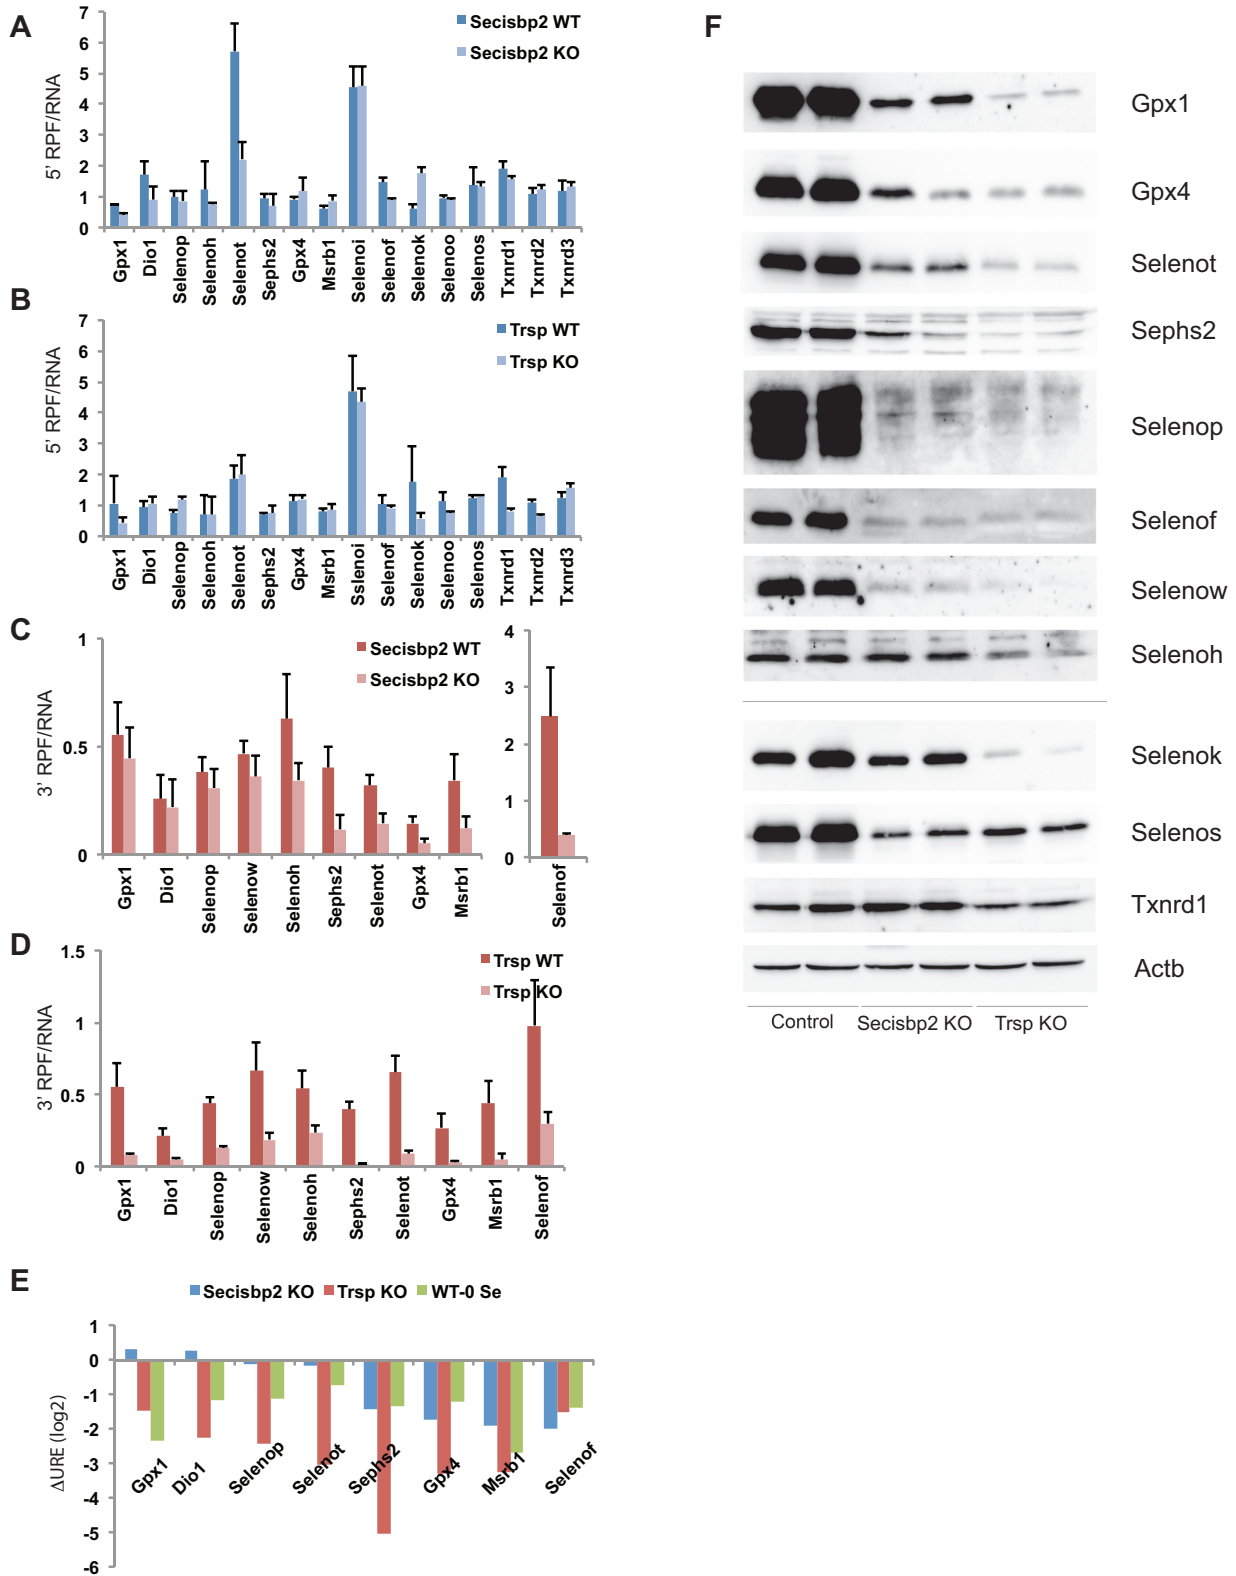 A
7
6
5
4
3
2
1
0
5' RPF/RNA
Secisbp2 WT
Secisbp2 KO
Gpx1
Dio1
Selenop
Selenoh
Selenot
Sephs2
Gpx4
Msrb1
Selenoi
Selenof
Selenok
Selenoo
Selenos
Txnrd1
Txnrd2
Txnrd3
B
7
6
5
4
3
2
1
0
5' RPF/RNA
Trsp WT
Trsp KO
Gpx1
Dio1
Selenop
Selenoh
Selenot
Sephs2
Gpx4
Msrb1
Sslenoi
Selenof
Selenok
Selenoo
Selenos
Txnrd1
Txnrd2
Txnrd3
C
1
0.5
0
3' RPF/RNA
Secisbp2 WT
Secisbp2 KO
Gpx1
Dio1
Selenop
Selenow
Selenoh
Sephs2
Selenot
Gpx4
Msrb1
4
3
2
1
0
Selenof
D
1.5
1
0.5
0
3' RPF/RNA
Trsp WT
Trsp KO
Gpx1
Dio1
Selenop
Selenow
Selenoh
Sephs2
Selenot
Gpx4
Msrb1
Selenof
E
Secisbp2 KO Trsp KO WT-0 Se
1
0
-1
-2
-3
-4
-5
-6
ΔURE (log2)
Gpx1
Dio1
Selenop
Selenot
Sephs2
Gpx4
Msrb1
Selenof
F
Gpx1
Gpx4
Selenot
Sephs2
Selenop
Selenof
Selenow
Selenoh
Selenok
Selenos
Txnrd1
Actb
Control Secisbp2 KO Trsp KO